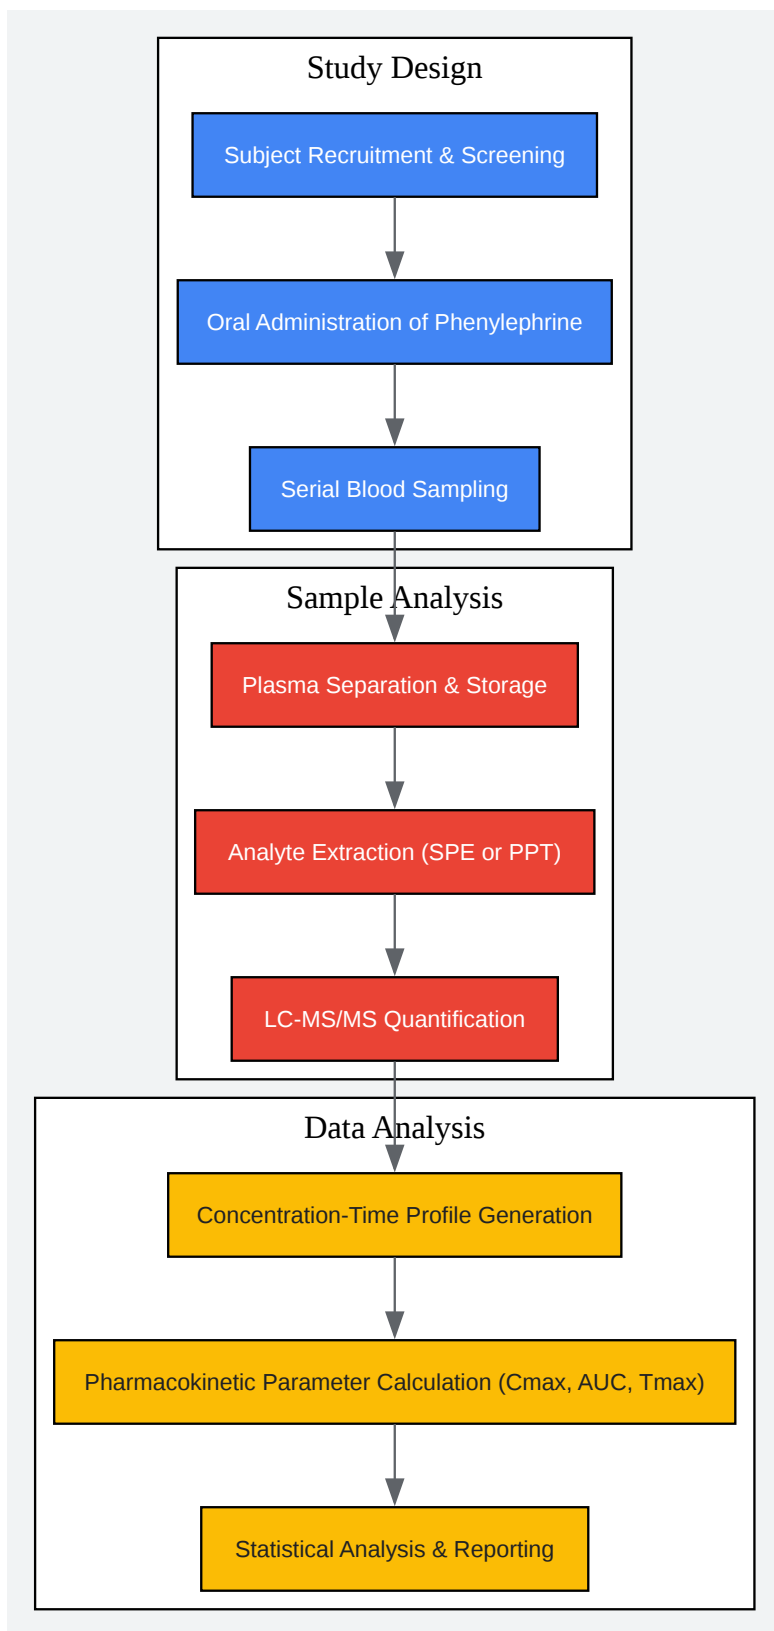 Study Design
Subject Recruitment & Screening
Oral Administration of Phenylephrine
Serial Blood Sampling
Sample Analysis
Plasma Separation & Storage
Analyte Extraction (SPE or PPT)
LC-MS/MS Quantification
Data Analysis
Concentration-Time Profile Generation
Pharmacokinetic Parameter Calculation (Cmax, AUC, Tmax)
Statistical Analysis & Reporting